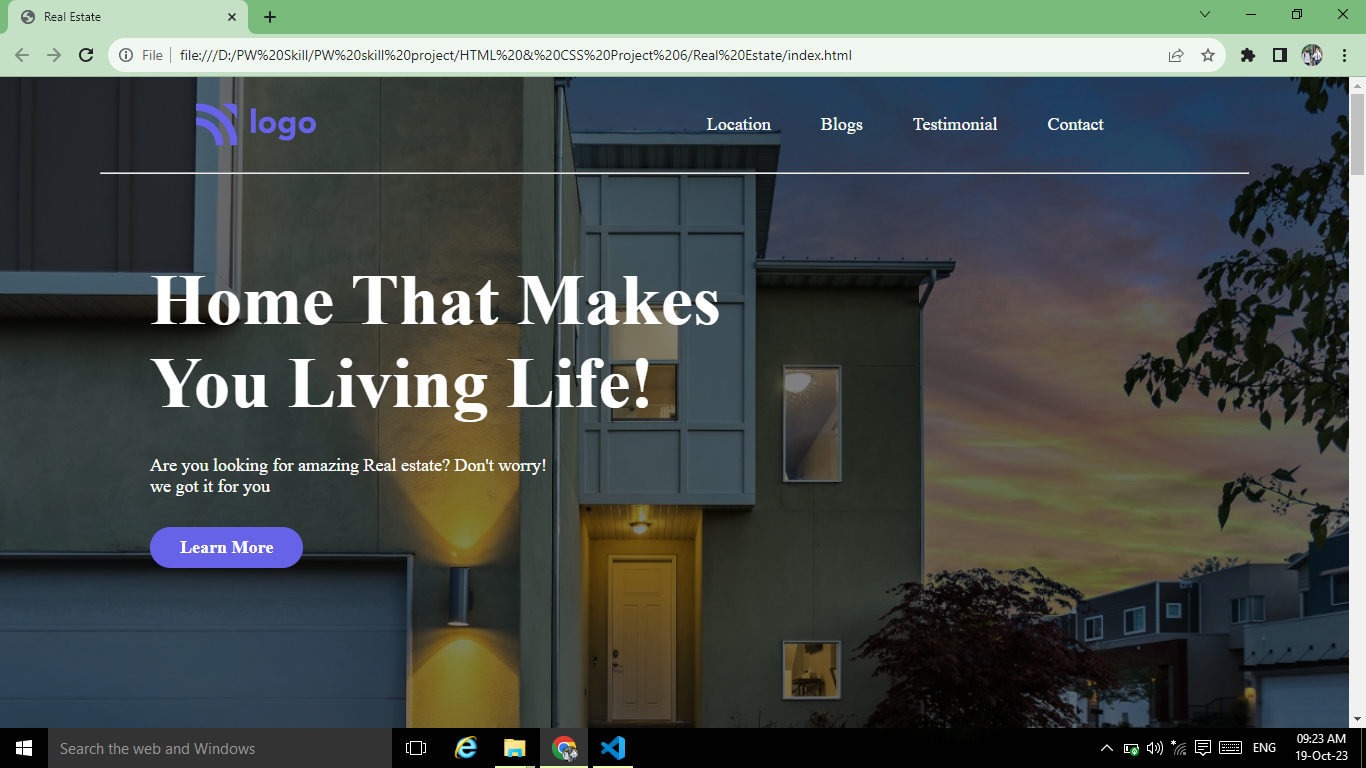 Real Estate
File
file:///D:/PW%20Skill/PW%20skill%20project/HTML%20&%20CSS%20Project%206/Real%20Estate/index.html
logo
Location Blogs Testimonial Contact
Home That Makes
You Living Life!
Are you looking for amazing Real estate? Don't worry!
we got it for you
Learn More
Search the web and Windows
ENG
09:23 AM
19-Oct-23